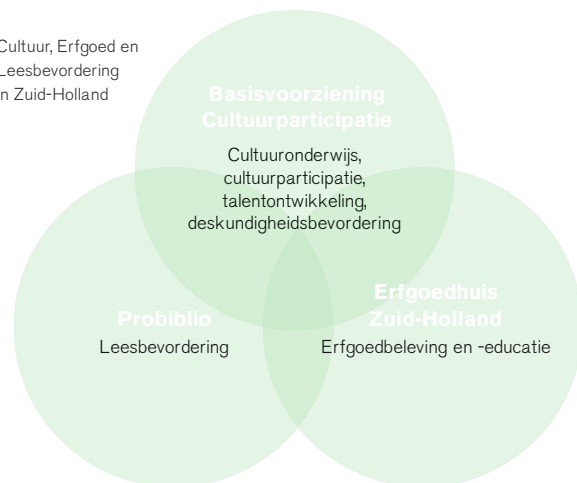 Cultuur, Erfgoed en
Leesbevordering
in Zuid-Holland
Basisvoorziening
Cultuurparticipatie
Cultuuronderwijs,
cultuurparticipatie,
talentontwikkeling,
deskundigheidsbevordering
Probiblio
Leesbevordering
Erfgoedhuis
Zuid-Holland
Erfgoedbeleving en -educatie